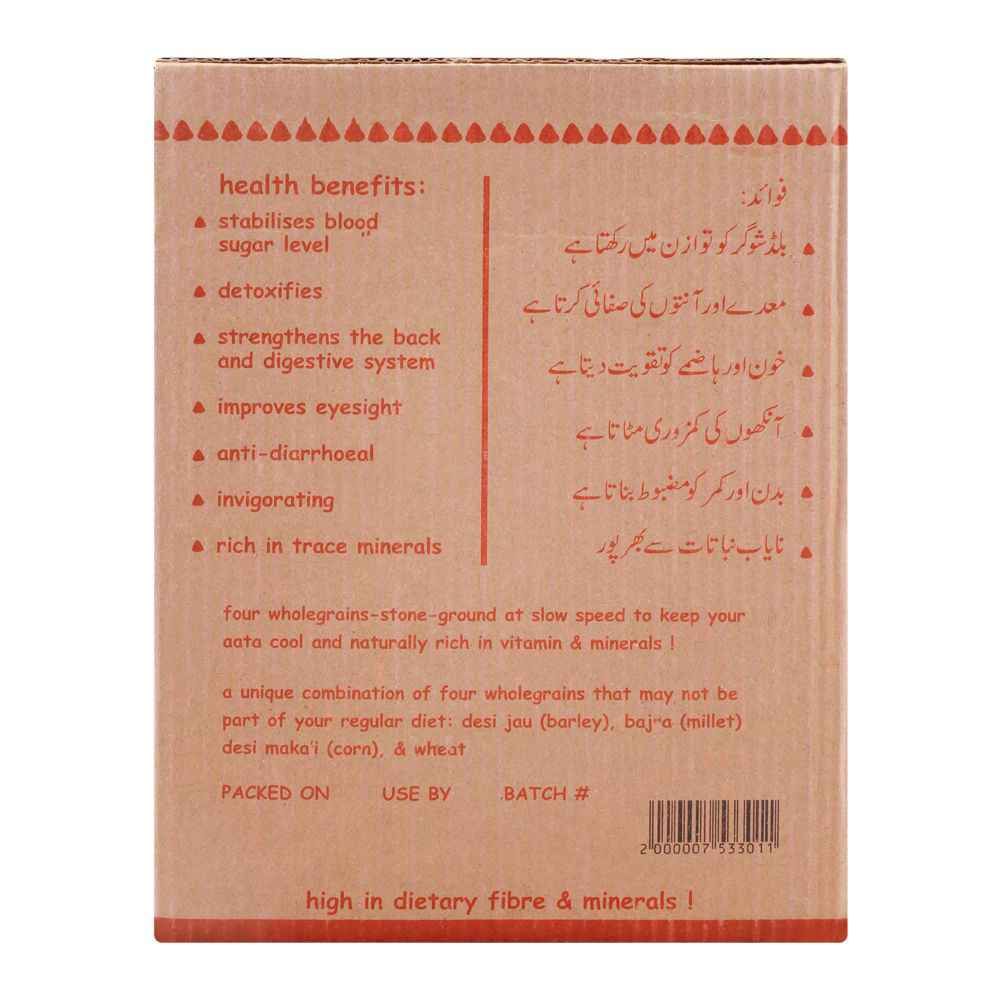 health benefits:
stabilises blood
sugar level
detoxifies
strengthens the back
and digestive system
improves eyesight
anti-diarrhoeal
invigorating
rich in trace minerals
فوائد:
بلڈ شوگر کو توازن میں رکھتا ہے
معدے اور آنتوں کی صفائی کرتا ہے
خون اور ہاضمے کو تقویت دیتا ہے
آنکھوں کی کمزوری مٹاتا ہے
بدن اور کمر کو مضبوط بناتا ہے
نایاب نباتات سے بھرپور
four wholegrains-stone-ground at slow speed to keep your
aata cool and naturally rich in vitamin & minerals !
a unique combination of four wholegrains that may not be
part of your regular diet: desi jau (barley), bajra (millet)
desi maka'i (corn), & wheat
PACKED ON USE BY BATCH #
2 000007 533011
high in dietary fibre & minerals !